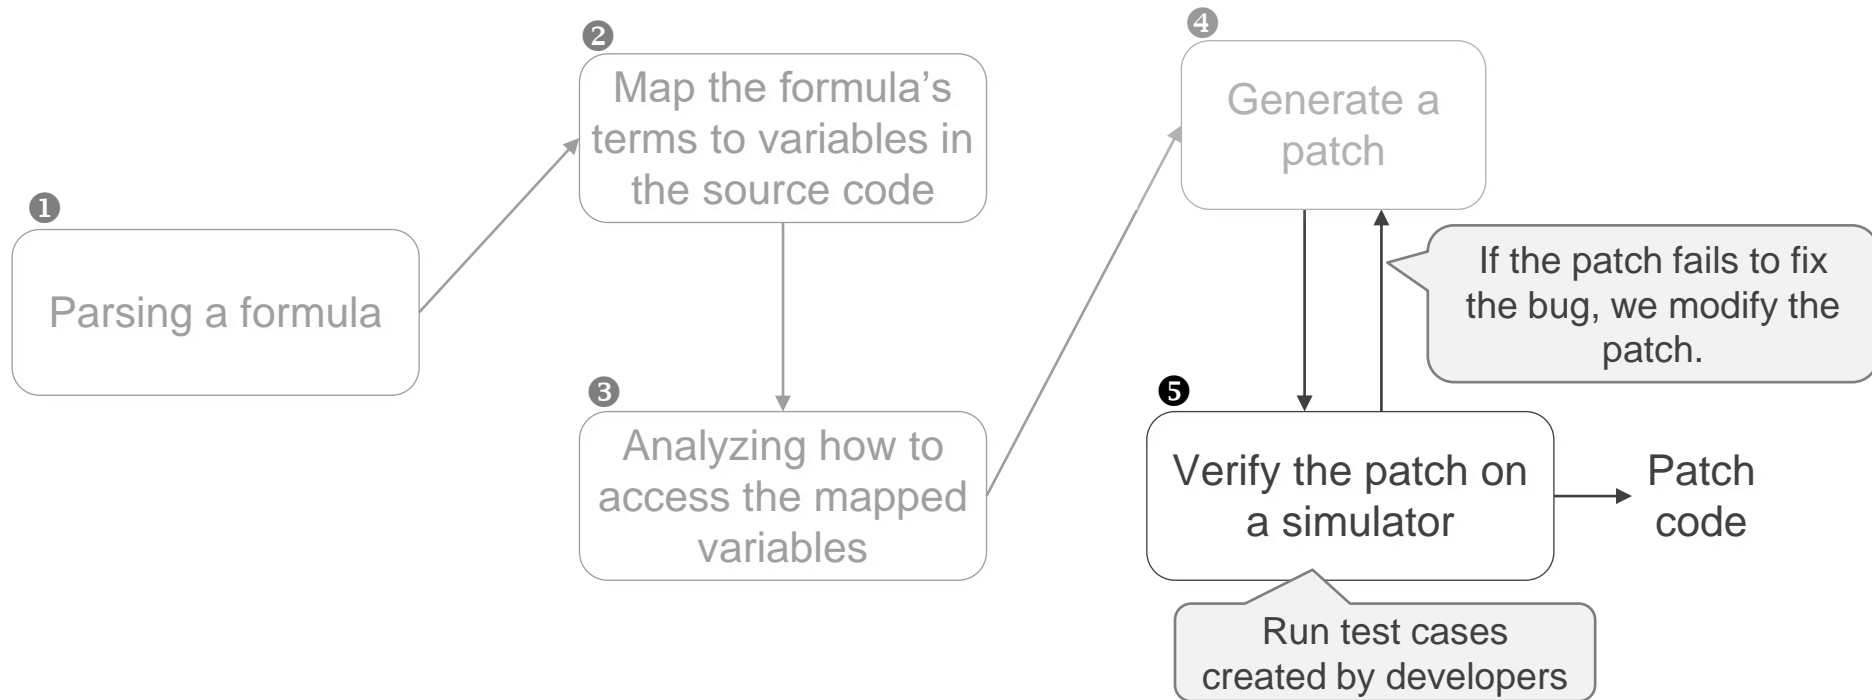 ❶
Parsing a formula
❷
Map the formula’s
terms to variables in
the source code
❸
Analyzing how to
access the mapped
variables
❹
Generate a
patch
If the patch fails to fix
the bug, we modify the
patch.
❺
Verify the patch on
a simulator
Patch
code
Run test cases
created by developers